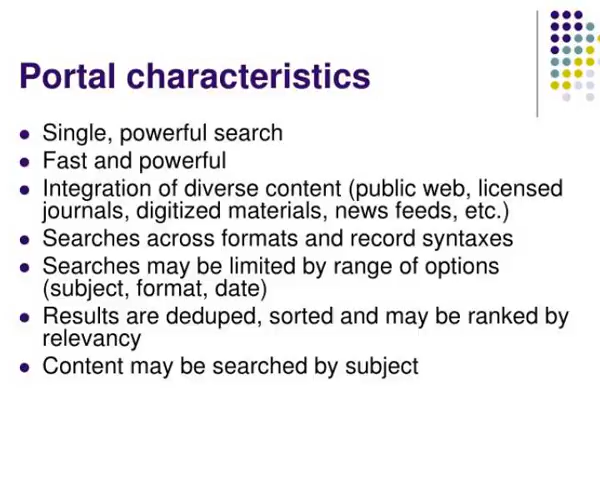 Portal characteristics
Single, powerful search
Fast and powerful
Integration of diverse content (public web, licensed
journals, digitized materials, news feeds, etc.)
Searches across formats and record syntaxes
Searches may be limited by range of options
(subject, format, date)
Results are deduped, sorted and may be ranked by
relevancy
Content may be searched by subject